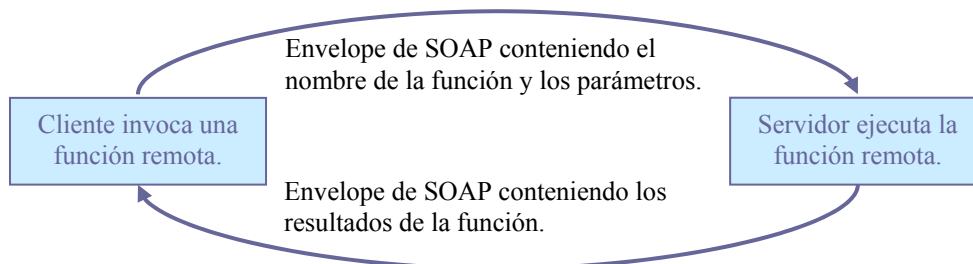 Envelope de SOAP conteniendo el
nombre de la función y los parámetros.
Cliente invoca una
función remota.
Servidor ejecuta la
función remota.
Envelope de SOAP conteniendo los
resultados de la función.